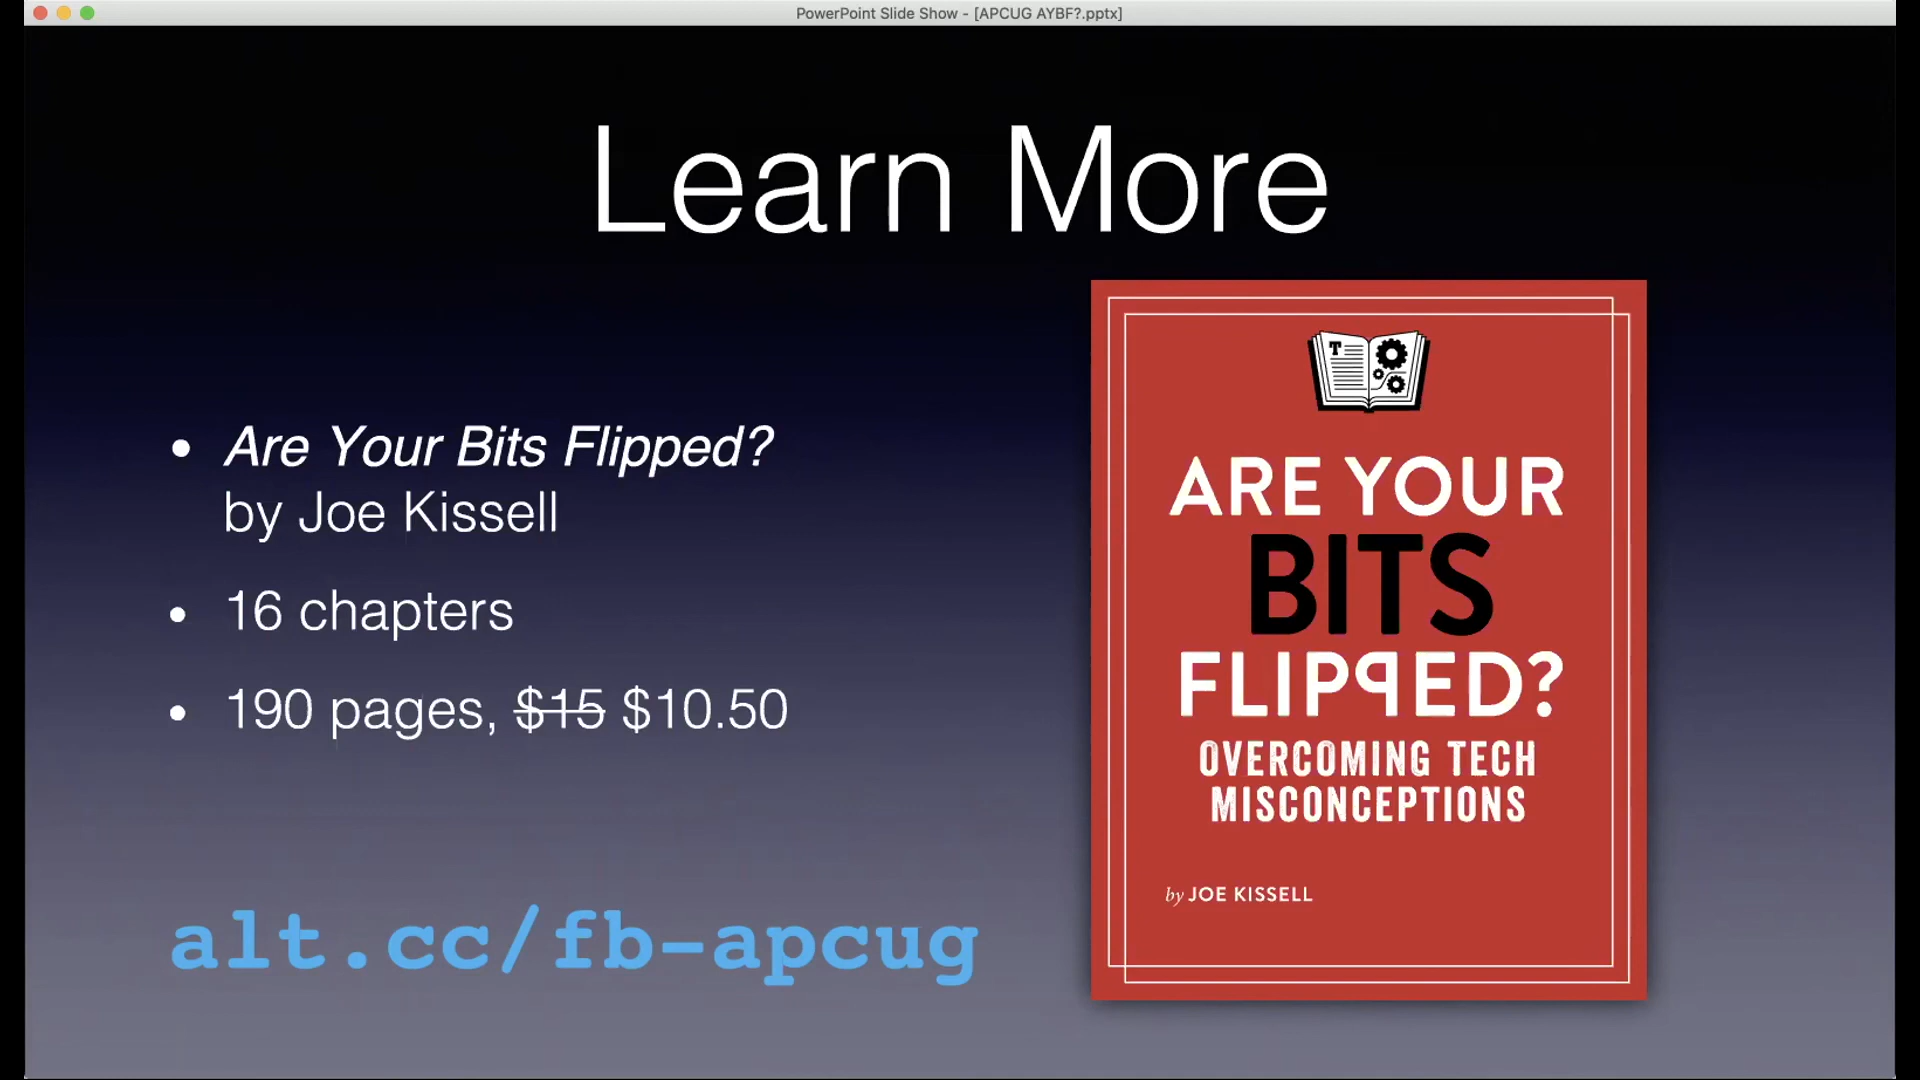 PowerPoint Slide Show - [APCUG AYBF?.pptx]
Learn More
• Are Your Bits Flipped?
by Joe Kissell
• 16 chapters
• 190 pages, $15 $10.50
alt.cc/fb-apcug
T
ARE YOUR
BITS
FLIPPED?
OVERCOMING TECH
MISCONCEPTIONS
by JOE KISSELL